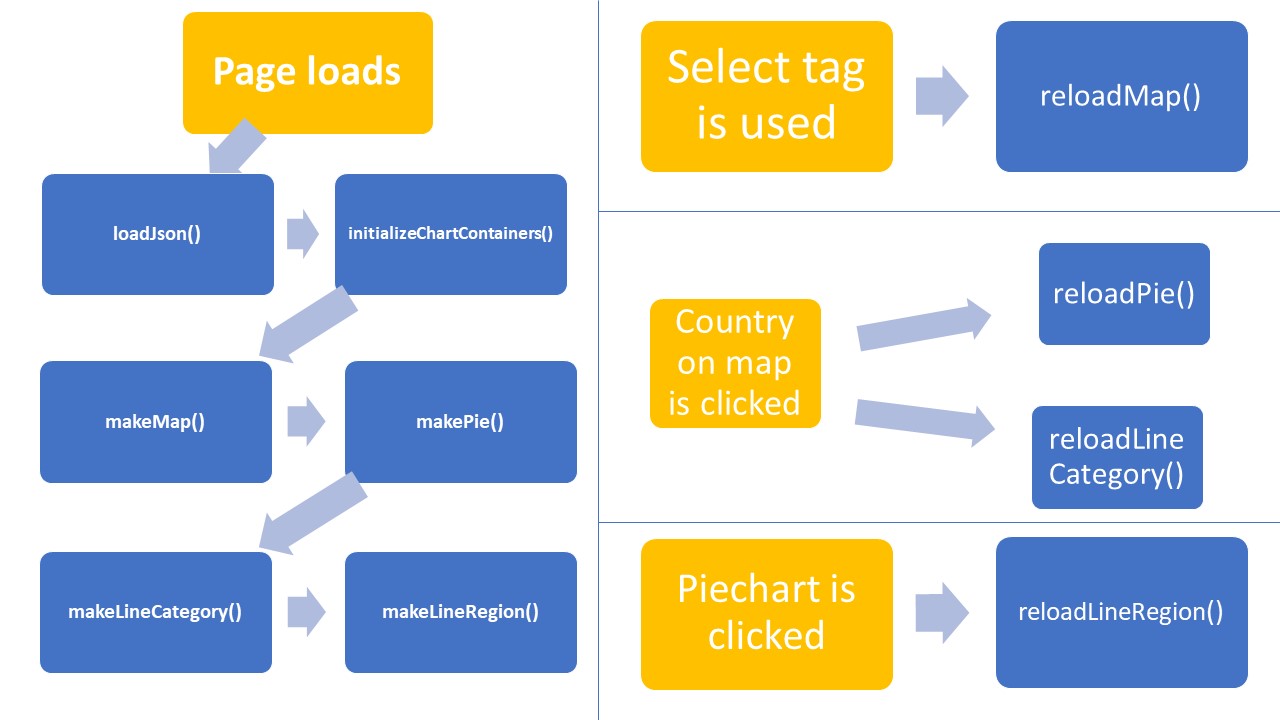 Page loads
loadJson()
initializeChartContainers()
makeMap()
makePie()
makeLineCategory()
makeLineRegion()
Select tag
is used
reloadMap()
Country
on map
is clicked
reloadPie()
reloadLine
Category()
Piechart is
clicked
reloadLineRegion()